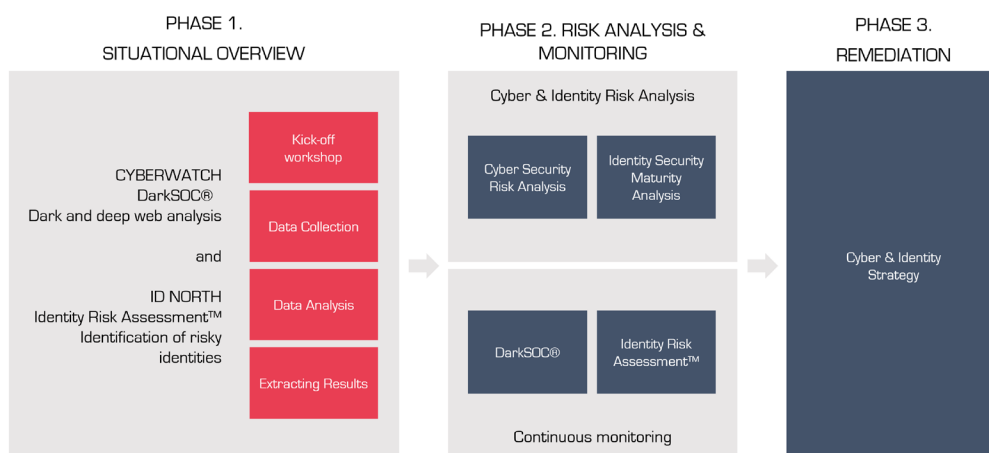 PHASE 1.
SITUATIONAL OVERVIEW
CYBERWATCH
DarkSOC®
Dark and deep web analysis
and
ID NORTH
Identity Risk Assessment™
Identification of risky
identities
Kick-off
workshop
Data Collection
Data Analysis
Extracting Results
PHASE 2. RISK ANALYSIS &
MONITORING
Cyber & Identity Risk Analysis
Cyber Security
Risk Analysis
Identity Security
Maturity
Analysis
DarkSOC®
Identity Risk
Assessment™
Continuous monitoring
PHASE 3.
REMEDIATION
Cyber & Identity
Strategy